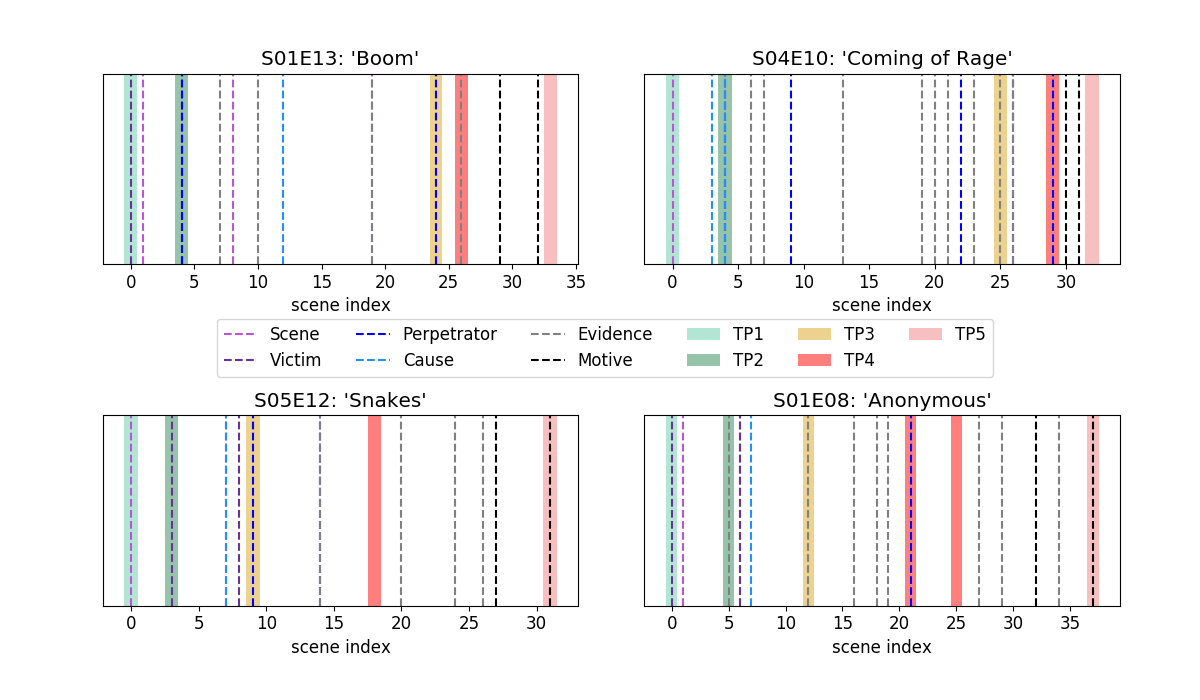 S01E13: 'Boom'
S04E10: 'Coming of Rage'
0 5 10 15 20 25 30 35
0 5 10 15 20 25 30
scene index
scene index
Scene Perpetrator Evidence TP1 TP3 TP5
Victim Cause Motive TP2 TP4
S05E12: 'Snakes'
S01E08: 'Anonymous'
0 5 10 15 20 25 30
0 5 10 15 20 25 30 35
scene index
scene index